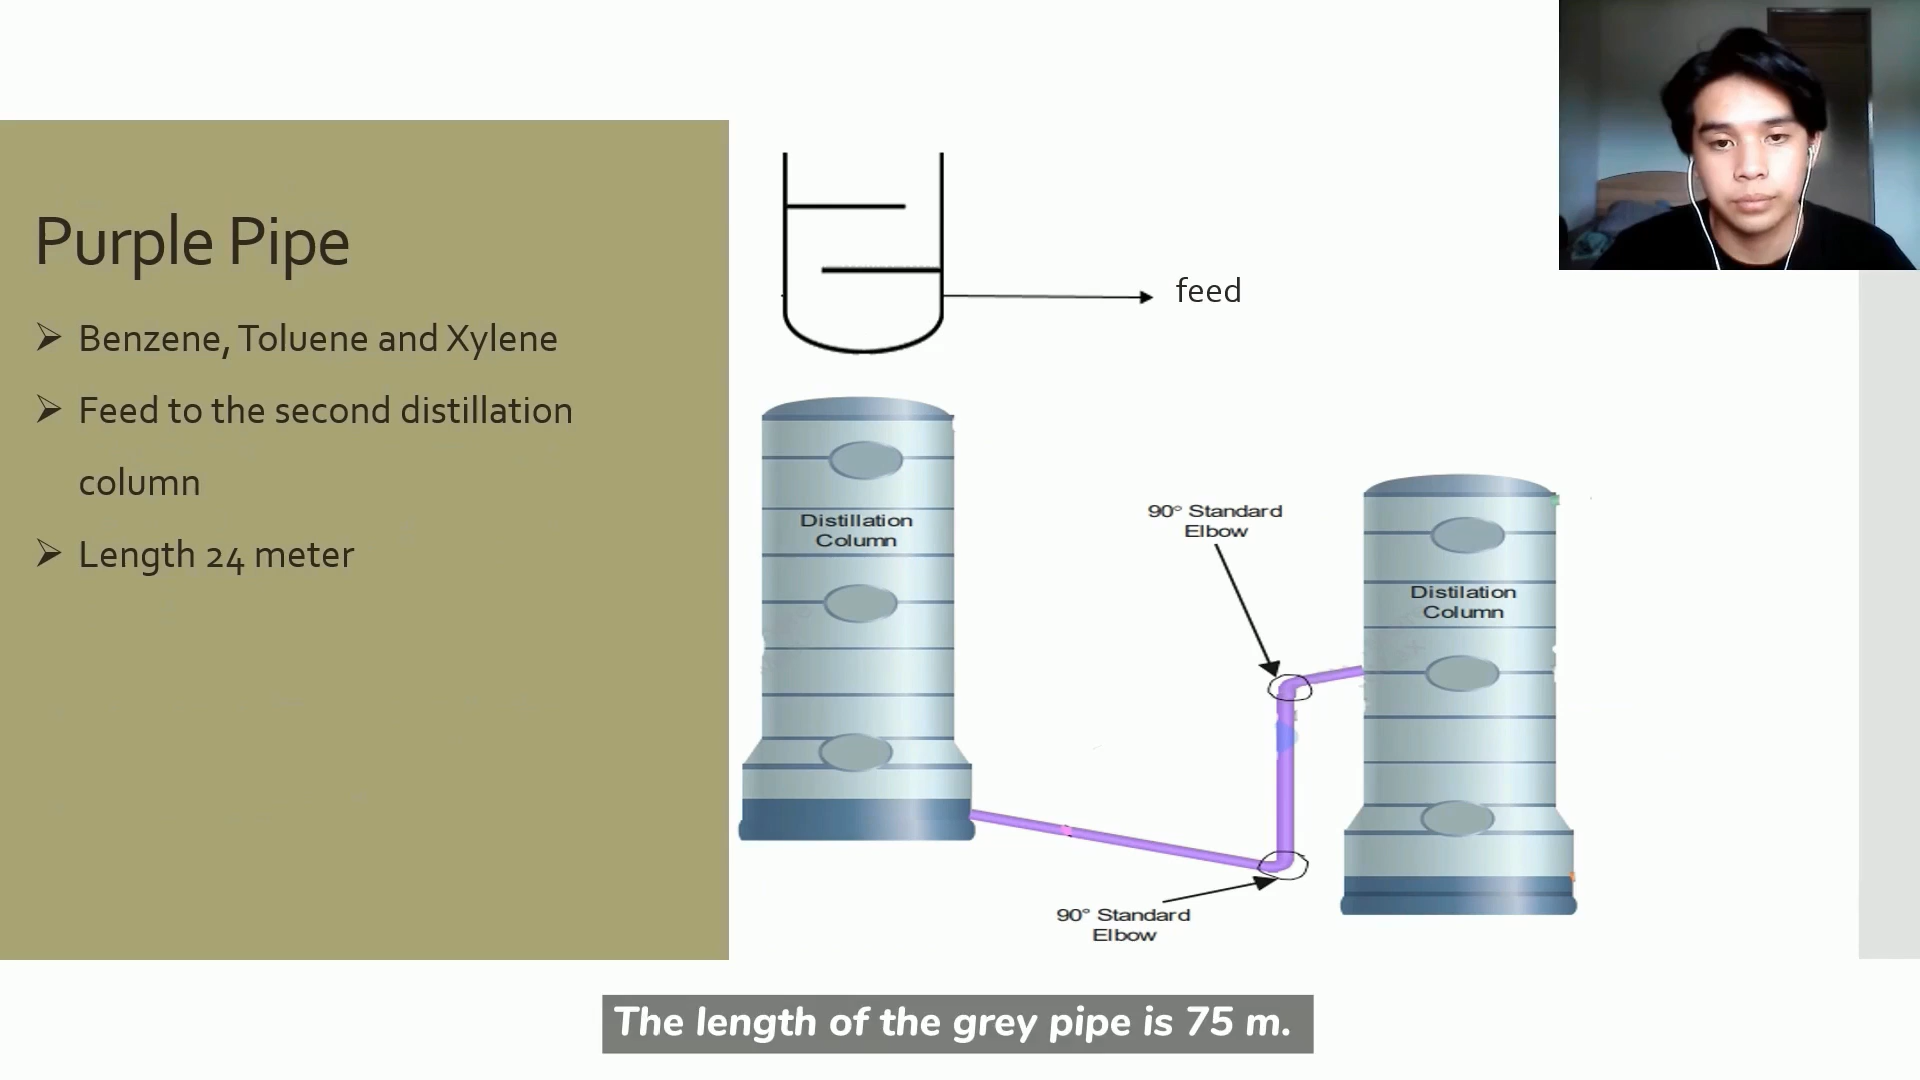 Purple Pipe
Benzene, Toluene and Xylene
Feed to the second distillation
column
Length 24 meter
feed
Distillation
Column
90° Standard
Elbow
Distilation
Column
90° Standard
Elbow
The length of the grey pipe is 75 m.